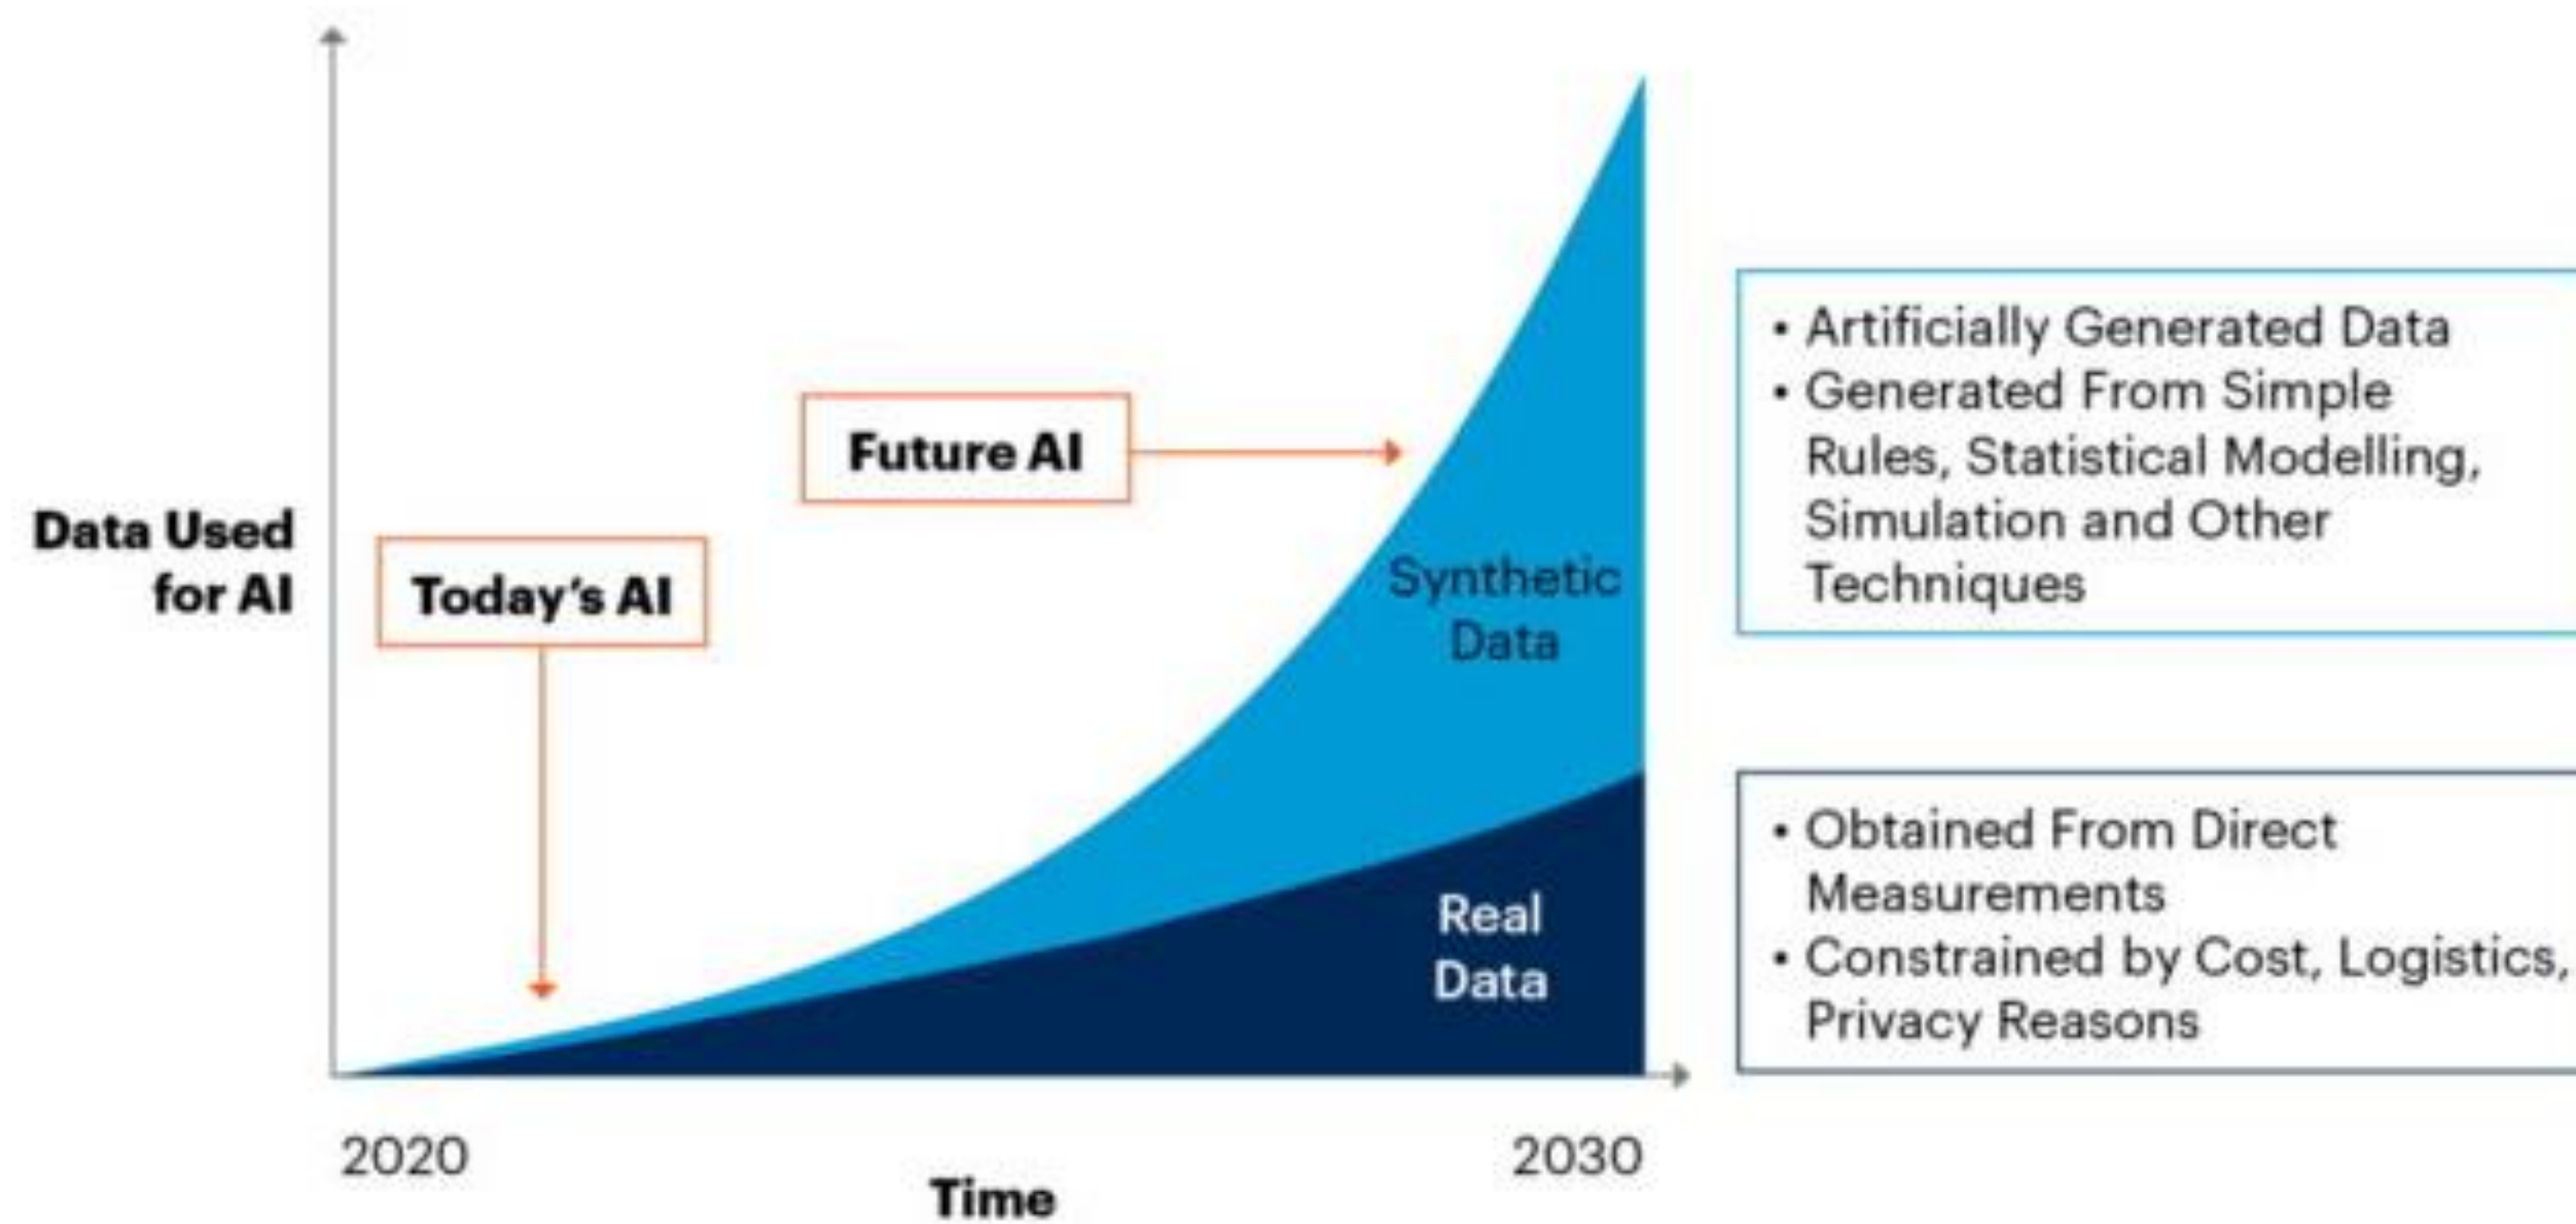 Data Used
for AI
Today's AI
Future AI
Synthetic
Data
Real
Data
2020
2030
Time
• Artificially Generated Data
• Generated From Simple
Rules, Statistical Modelling,
Simulation and Other
Techniques
• Obtained From Direct
Measurements
• Constrained by Cost, Logistics,
Privacy Reasons